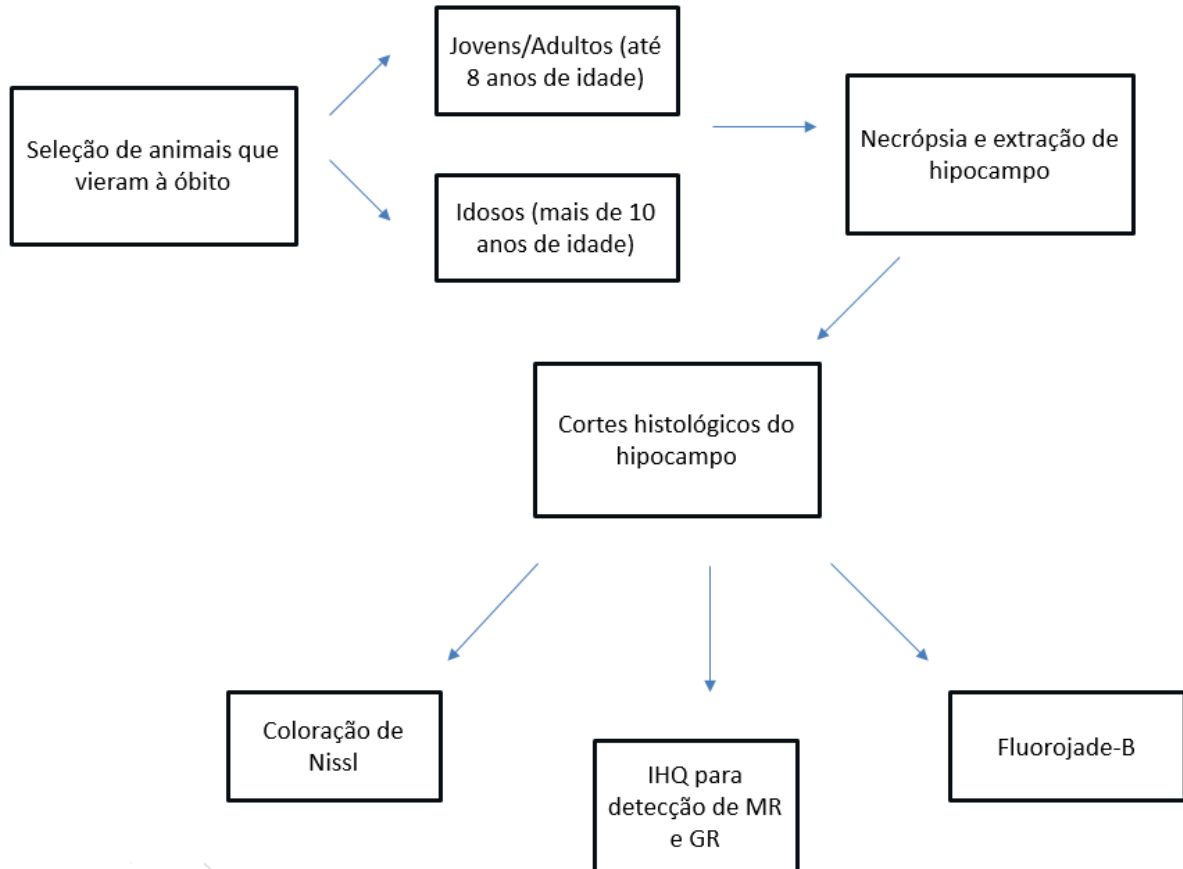 Jovens/Adultos (até
8 anos de idade)
Seleção de animais que
vieram à óbito
Necrópsia e extração de
hipocampo
Idosos (mais de 10
anos de idade)
Cortes histológicos do
hipocampo
Coloração de
Nissl
IHQ para
detecção de MR
e GR
Fluorojade-B